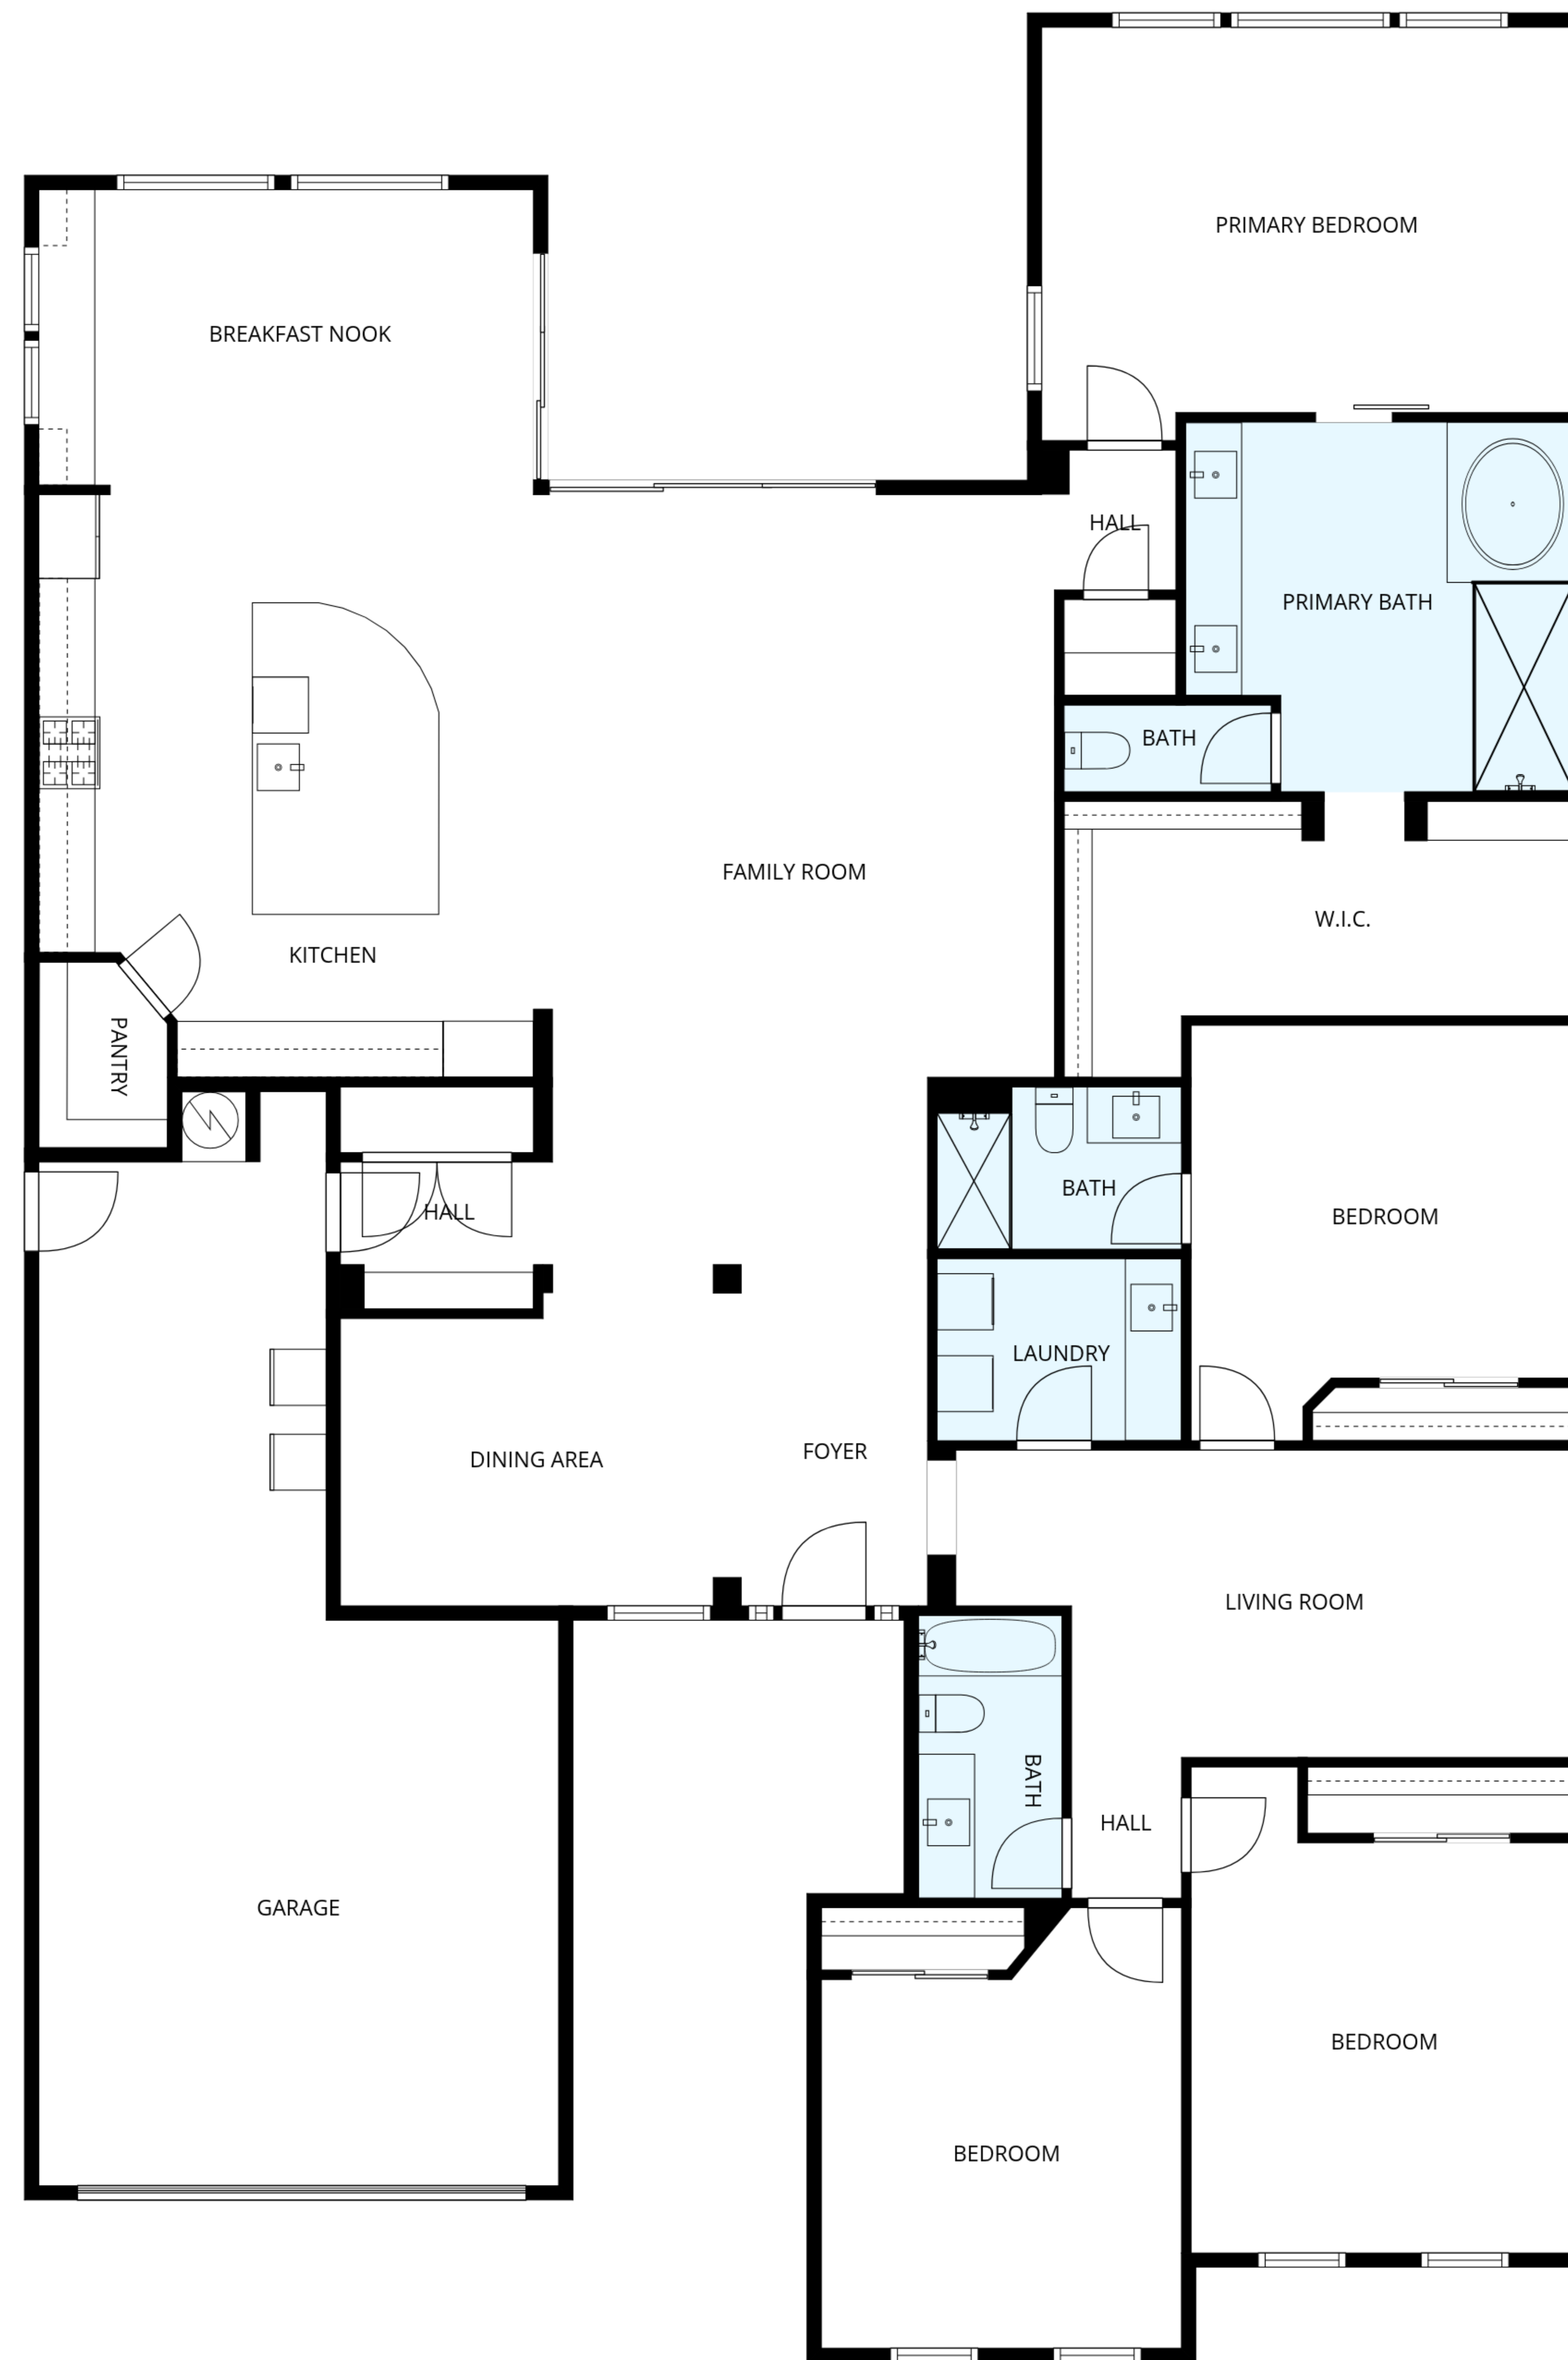 PRIMARY BEDROOM
BREAKFAST NOOK
HALL
PRIMARY BATH
BATH
FAMILY ROOM
W.I.C.
KITCHEN
PANTRY
BATH
HALL
BEDROOM
LAUNDRY
FOYER
DINING AREA
LIVING ROOM
BATH
HALL
GARAGE
BEDROOM
BEDROOM